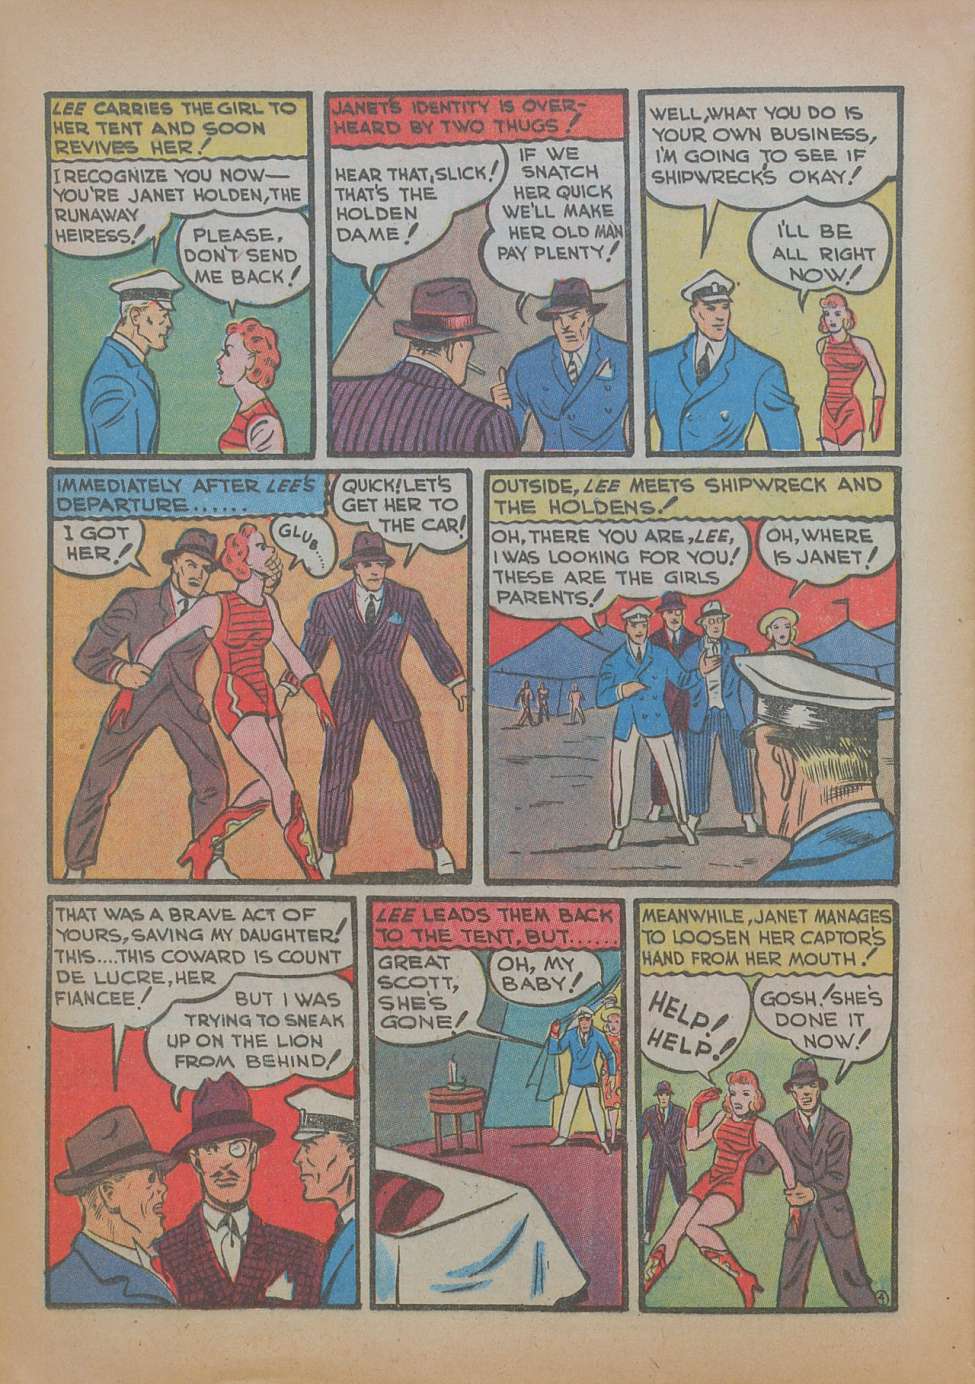 LEE CARRIES THE GIRL TO
HER TENT AND SOON
REVIVES HER!
I RECOGNIZE YOU NOW—
YOU'RE JANET HOLDEN, THE
RUNAWAY
HEIRESS!
PLEASE,
DON'T SEND
ME BACK!
JANET'S IDENTITY IS OVER-
HEARD BY TWO THUGS!
HEAR THAT, SLICK!
THAT'S THE
HOLDEN
DAME!
IF WE
SNATCH
HER QUICK
WE'LL MAKE
HER OLD MAN
PAY PLENTY!
WELL, WHAT YOU DO IS
YOUR OWN BUSINESS,
I'M GOING TO SEE IF
SHIPWRECK'S OKAY!
I'LL BE
ALL RIGHT
NOW!
IMMEDIATELY AFTER LEE'S
DEPARTURE......
I GOT
HER!
GLUB...
QUICK! LET'S
GET HER TO
THE CAR!
OUTSIDE, LEE MEETS SHIPWRECK AND
THE HOLDENS!
OH, THERE YOU ARE, LEE,
I WAS LOOKING FOR YOU!
THESE ARE THE GIRLS
PARENTS!
OH, WHERE
IS JANET!
THAT WAS A BRAVE ACT OF
YOURS, SAVING MY DAUGHTER!
THIS...THIS COWARD IS COUNT
DE LUCRE, HER
FIANCEE!
BUT I WAS
TRYING TO SNEAK
UP ON THE LION
FROM BEHIND!
LEE LEADS THEM BACK
TO THE TENT, BUT......
GREAT
SCOTT,
SHE'S
GONE!
OH, MY
BABY!
MEANWHILE, JANET MANAGES
TO LOOSEN HER CAPTOR'S
HAND FROM HER MOUTH!
HELP!
HELP!
GOSH! SHE'S
DONE IT
NOW!
4